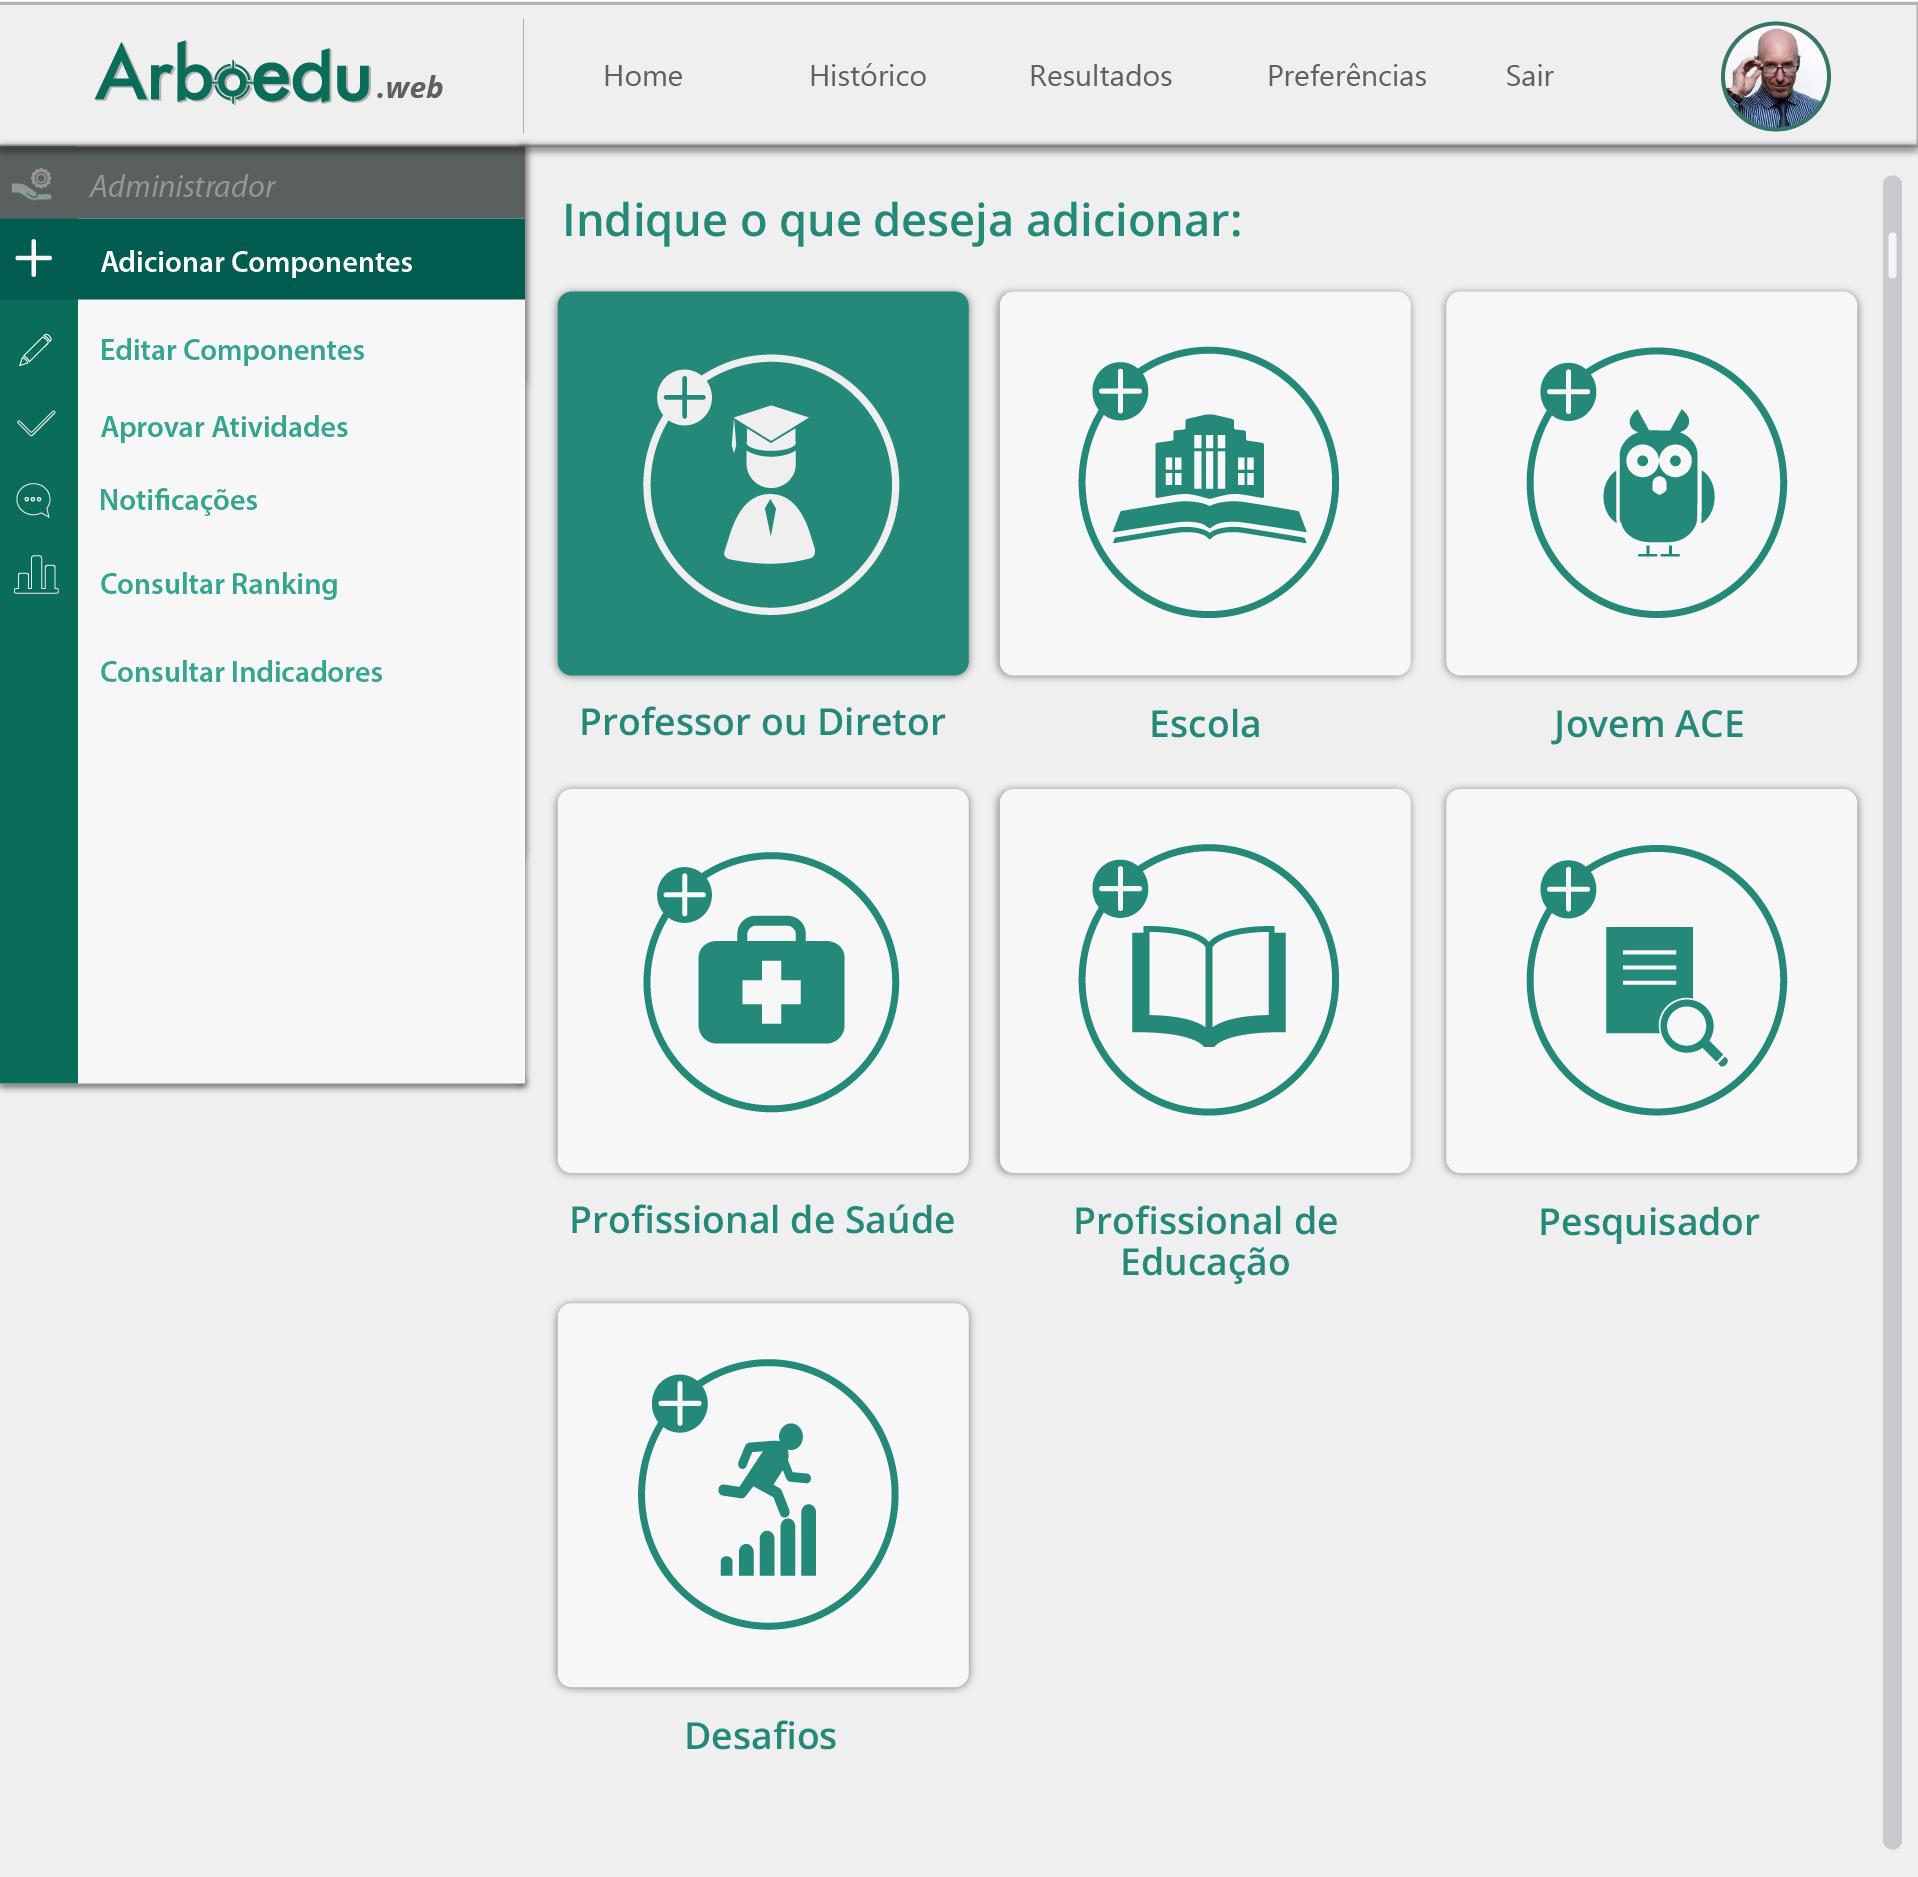 Arboedu.web
Home Histórico Resultados Preferências Sair
Administrador
Adicionar Componentes
Editar Componentes
Aprovar Atividades
Notificações
Consultar Ranking
Consultar Indicadores
Indique o que deseja adicionar:
Professor ou Diretor
Escola
Jovem ACE
Profissional de Saúde
Profissional de
Educação
Pesquisador
Desafios